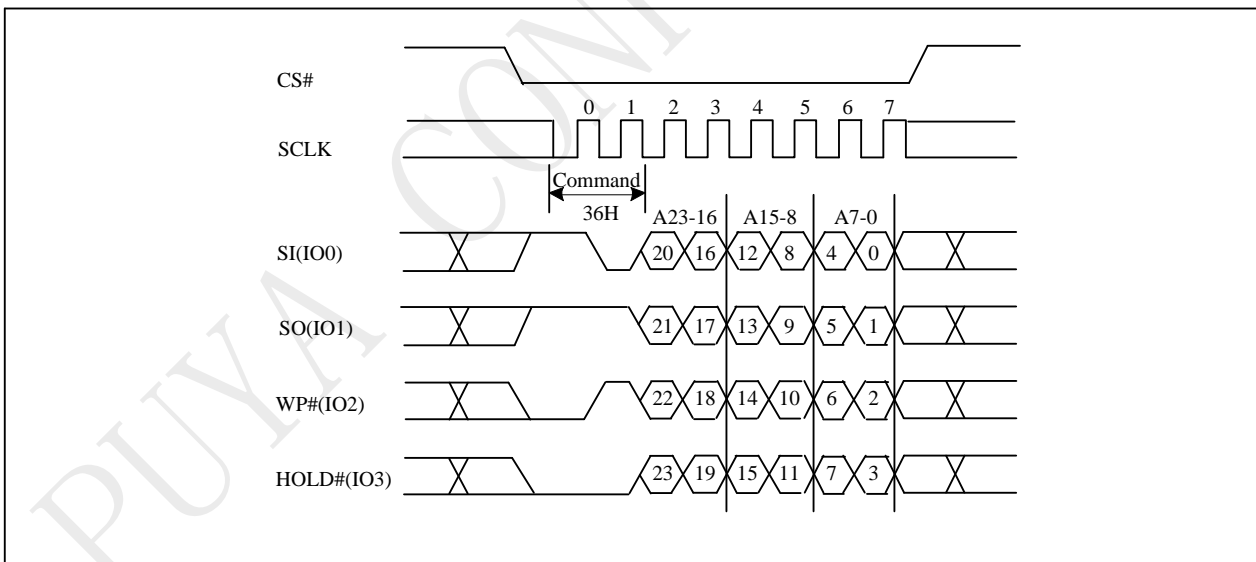 CS#
0 1 2 3 4 5 6 7
SCLK
Command
36H
A23-16 A15-8 A7-0
SI(IO0) 20 16 12 8 4 0
SO(IO1) 21 17 13 9 5 1
WP#(IO2) 22 18 14 10 6 2
HOLD#(IO3) 23 19 15 11 7 3
PUYA CON